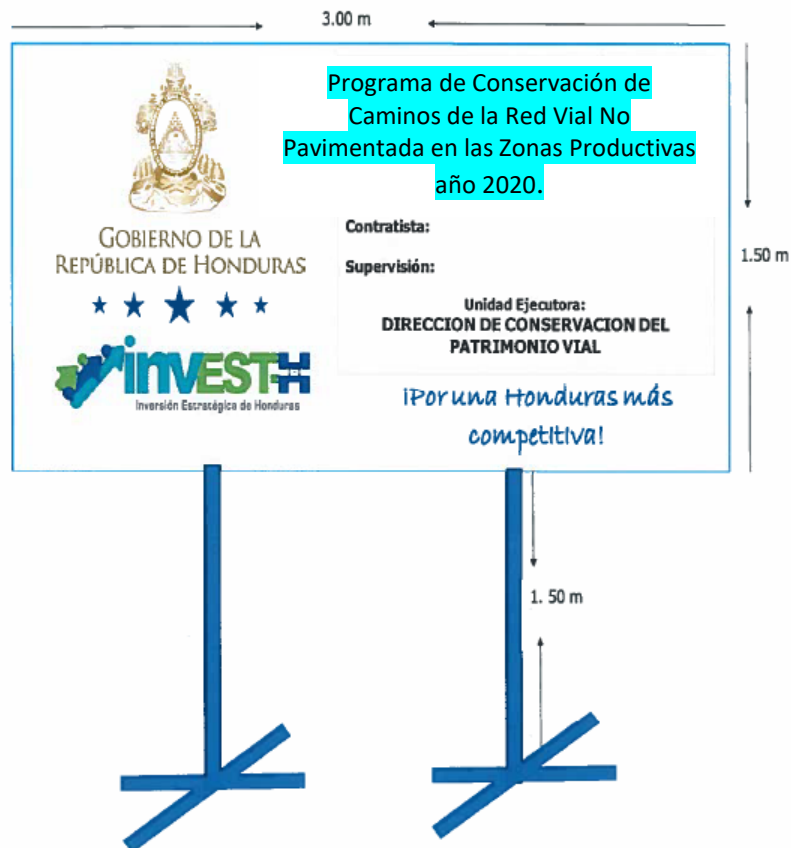 3.00 m
Programa de Conservación de
Caminos de la Red Vial No
Pavimentada en las Zonas Productivas
año 2020.
GOBIERNO DE LA
REPÚBLICA DE HONDURAS
INVEST-H
Inversión Estratégica de Honduras
Contratista:
Supervisión:
Unidad Ejecutora:
DIRECCION DE CONSERVACION DEL
PATRIMONIO VIAL
¡Por una Honduras más
competitiva!
1.50 m
1. 50 m